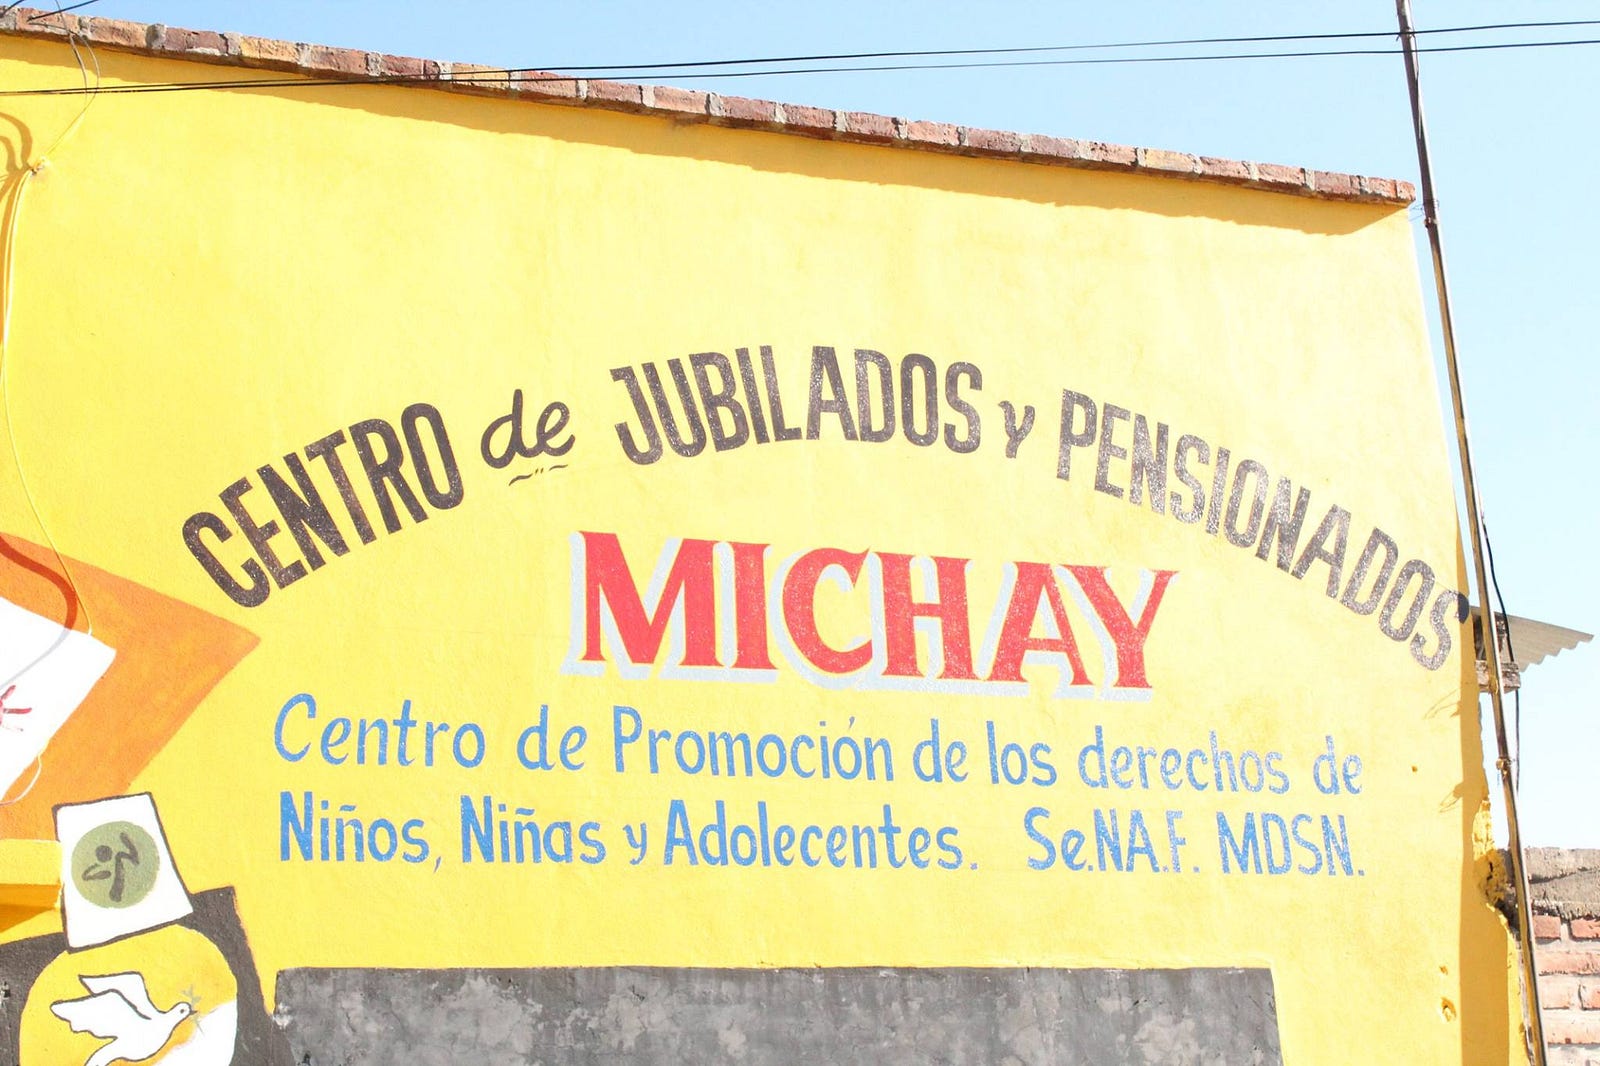 CENTRO de JUBILADOS y PENSIONADOS
MICHAY
Centro de Promoción de los derechos de
Niños, Niñas y Adolecentes. Se.NA.F. MDSN.